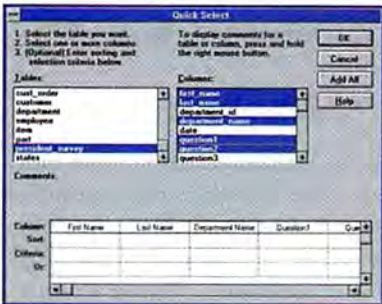 Quick Select
1. Select the table you want.
2. Select one or more columns
3. (Optional) Enter sorting and
selection criteria below.
To display comments for a
table or column, press and hold
the right mouse button.
OK
Cancel
Add All
Help
Tables:
cust_order
customer
department
employee
item
part
president_survey
states
Columns:
first_name
last_name
department_id
department_name
date
question1
question2
question3
Comments:
Column: First Name Last Name Department Name Question1 Que
Sort:
Criteria:
Or: